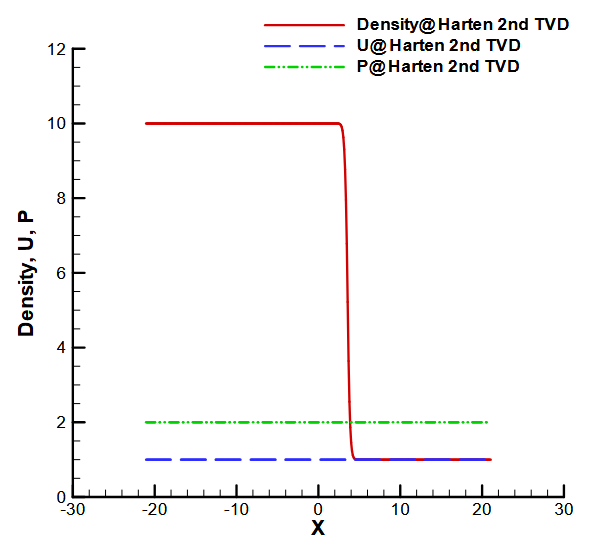 Density@Harten 2nd TVD
U@Harten 2nd TVD
P@Harten 2nd TVD
12
10
8
6
4
2
0
Density, U, P
-30 -20 -10 0 10 20 30
X